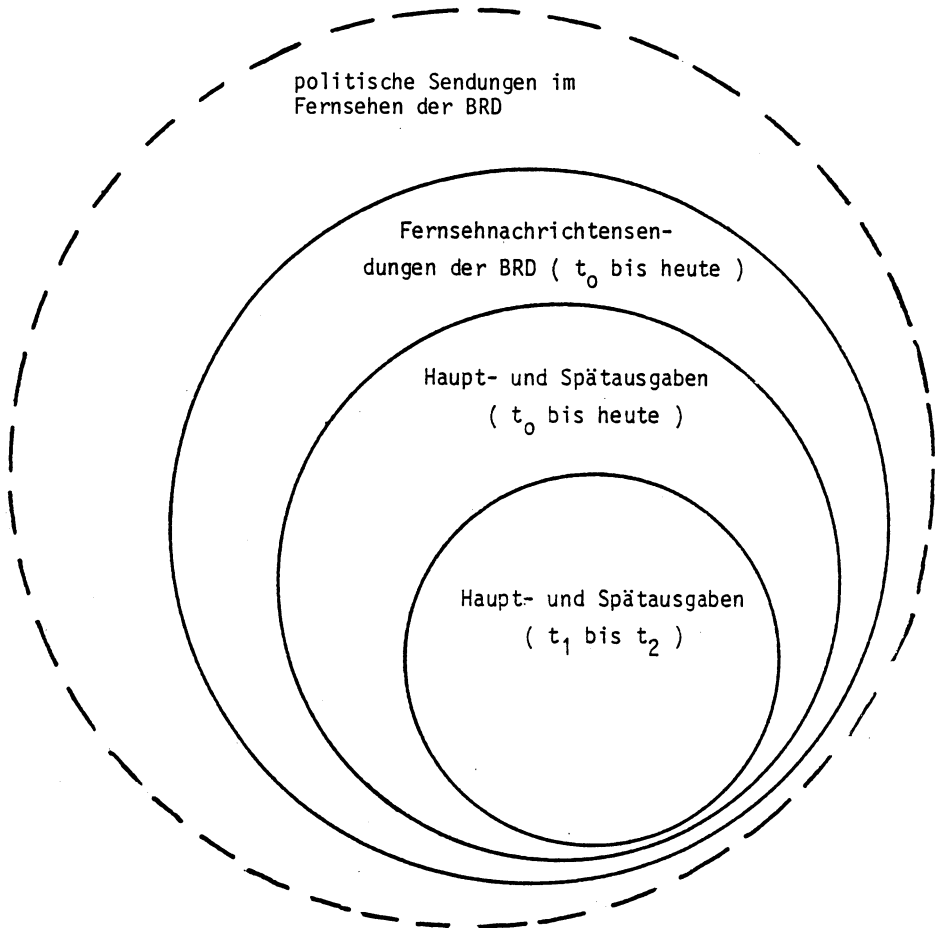 politische Sendungen im
Fernsehen der BRD
Fernsehnachrichtensen-
dungen der BRD ( t₀ bis heute )
Haupt- und Spätausgaben
( t₀ bis heute )
Haupt- und Spätausgaben
( t₁ bis t₂ )